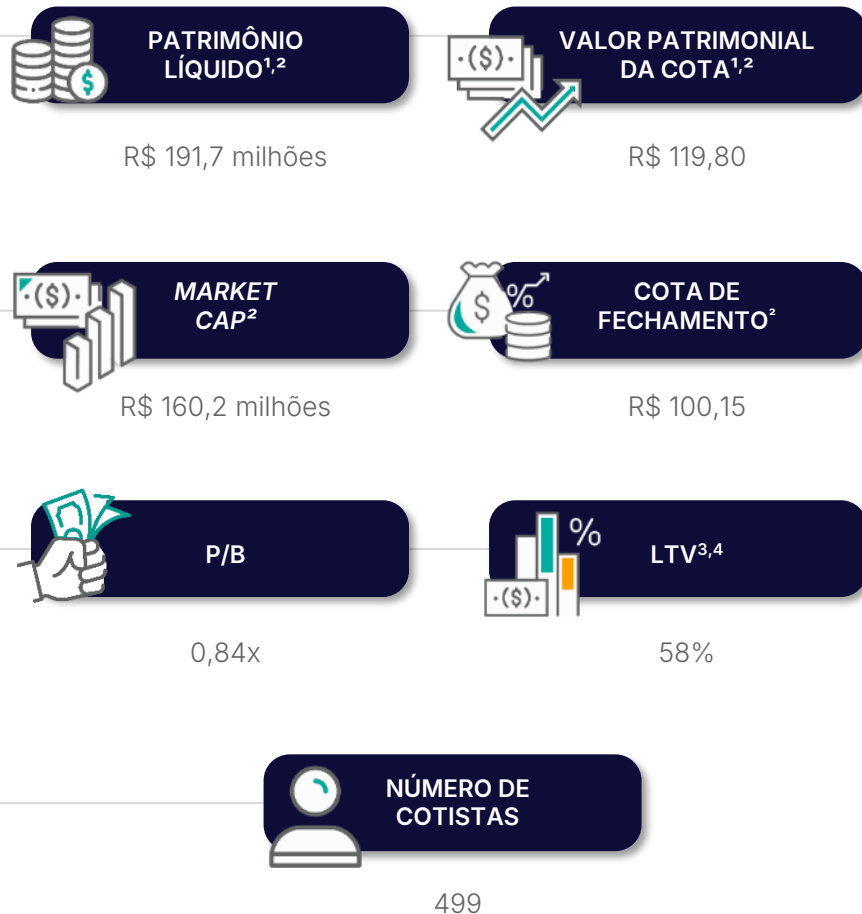 PATRIMÔNIO
LÍQUIDO¹,²
R$ 191,7 milhões
VALOR PATRIMONIAL
DA COTA¹,²
R$ 119,80
MARKET
CAP²
R$ 160,2 milhões
COTA DE
FECHAMENTO²
R$ 100,15
P/B
0,84x
LTV³,⁴
58%
NÚMERO DE
COTISTAS
499